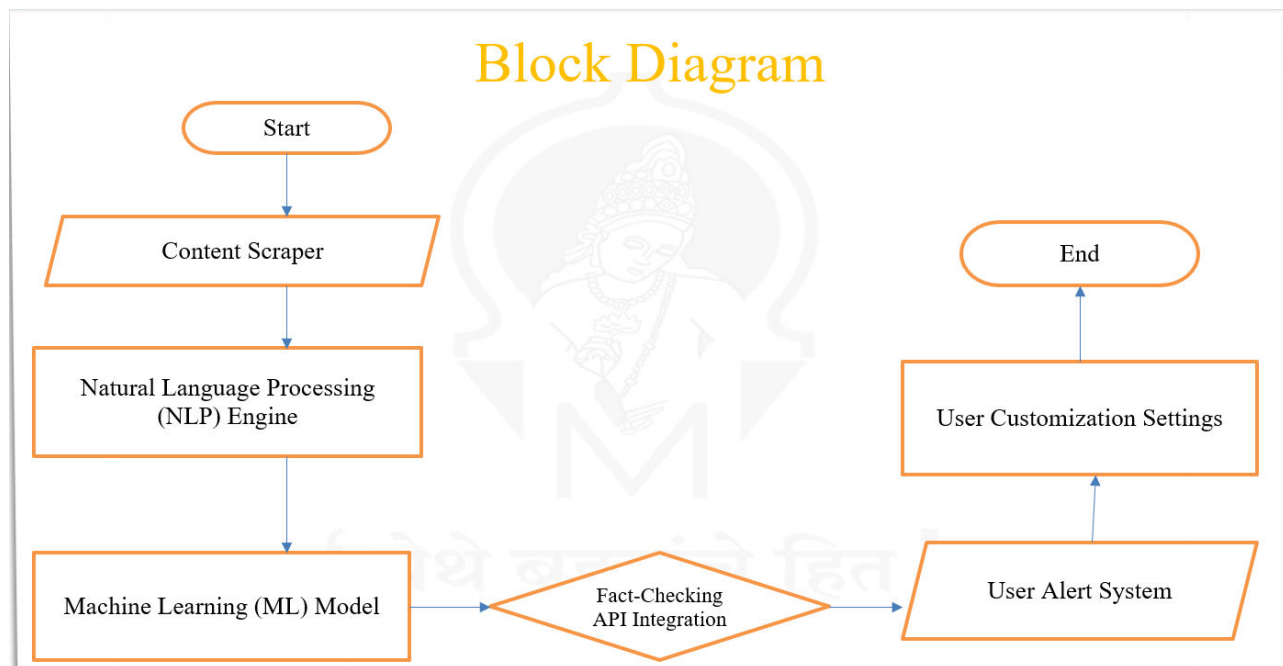 Block Diagram
Start
Content Scraper
Natural Language Processing
(NLP) Engine
Machine Learning (ML) Model
Fact-Checking
API Integration
User Alert System
User Customization Settings
End
हित